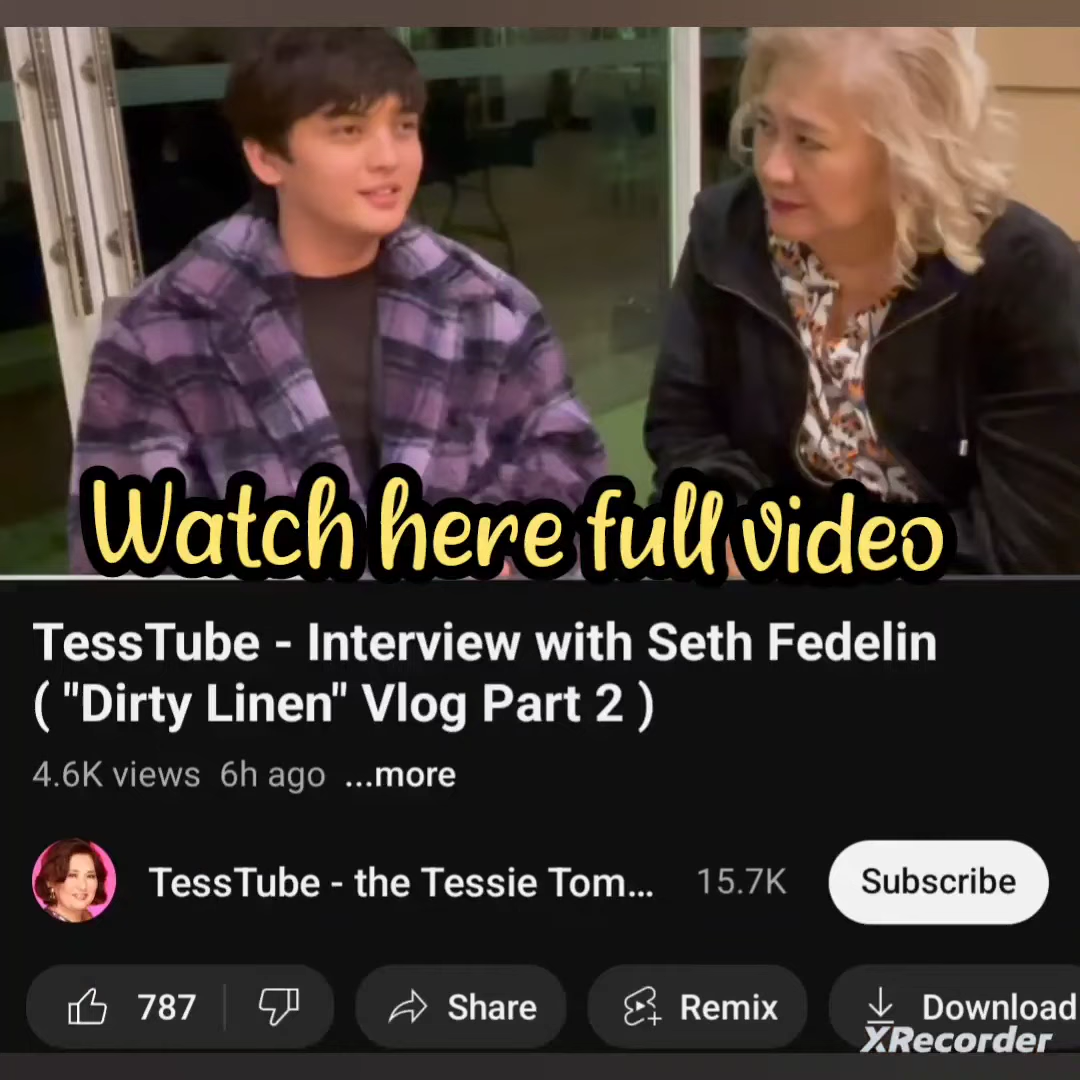 Watch here full video
TessTube - Interview with Seth Fedelin
( "Dirty Linen" Vlog Part 2 )
4.6K views 6h ago ...more
TessTube - the Tessie Tom... 15.7K Subscribe
787 Share Remix Download
XRecorder